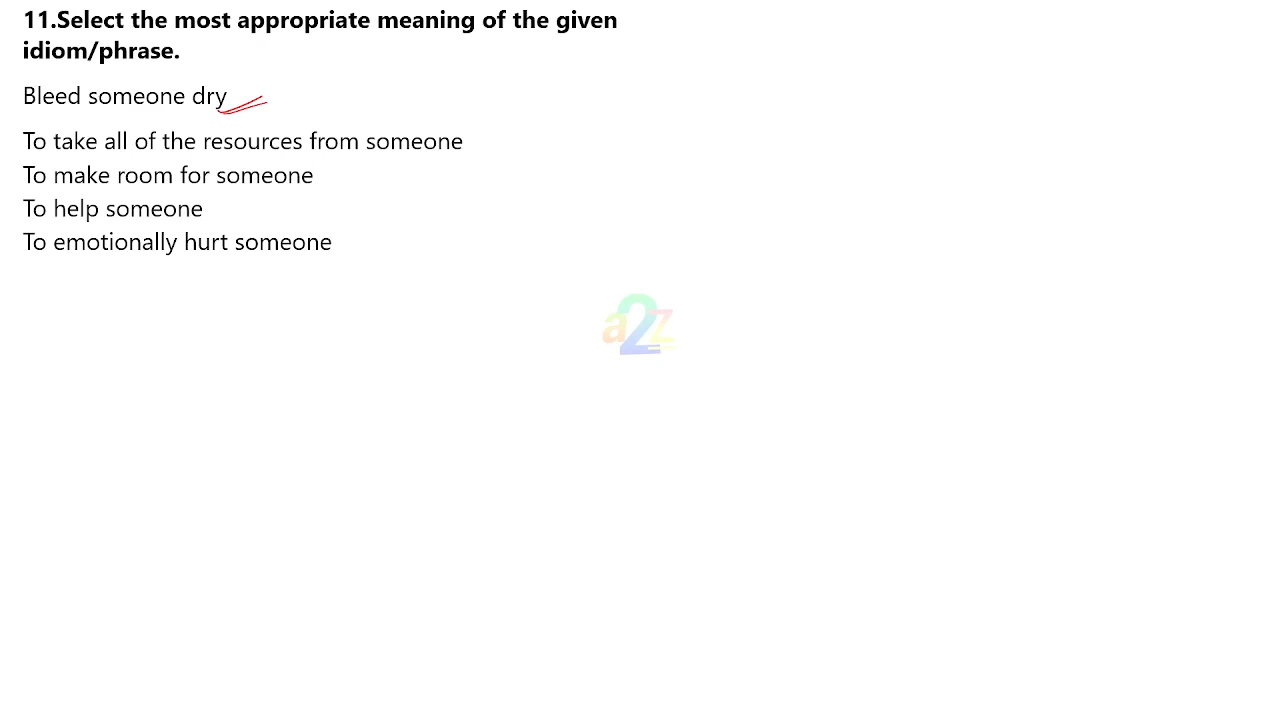 11.Select the most appropriate meaning of the given
idiom/phrase.
Bleed someone dry
To take all of the resources from someone
To make room for someone
To help someone
To emotionally hurt someone
a2z